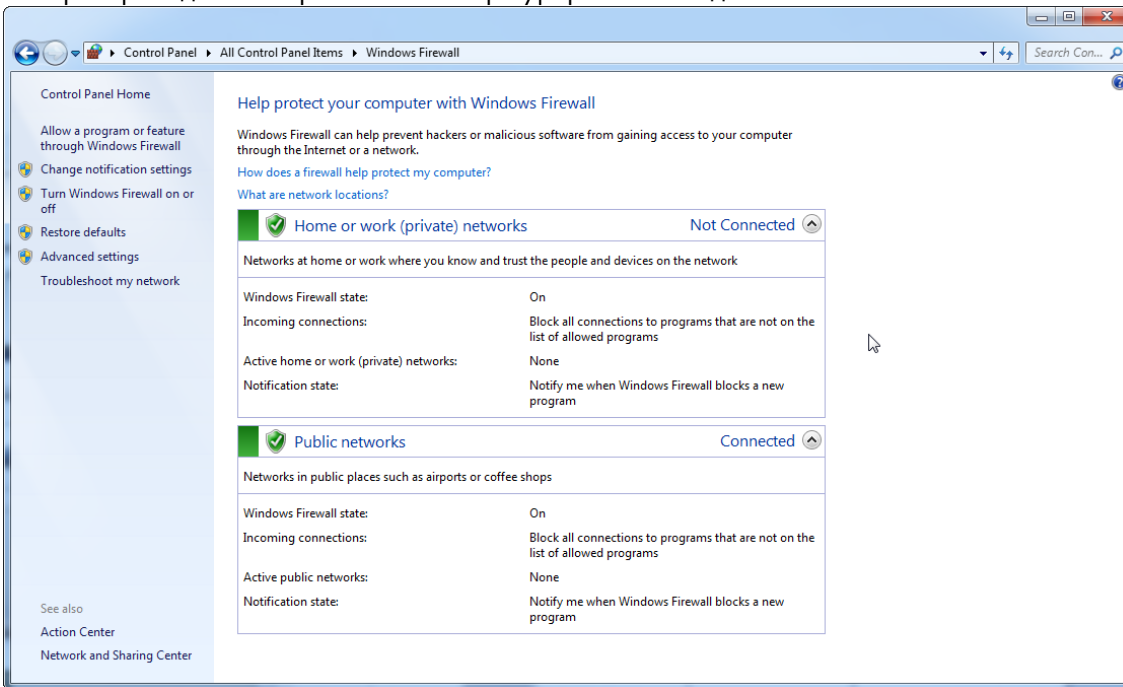 Control Panel ▸ All Control Panel Items ▸ Windows Firewall
Search Con...
Control Panel Home
Allow a program or feature
through Windows Firewall
Change notification settings
Turn Windows Firewall on or
off
Restore defaults
Advanced settings
Troubleshoot my network
See also
Action Center
Network and Sharing Center
Help protect your computer with Windows Firewall
Windows Firewall can help prevent hackers or malicious software from gaining access to your computer
through the Internet or a network.
How does a firewall help protect my computer?
What are network locations?
Home or work (private) networks Not Connected
Networks at home or work where you know and trust the people and devices on the network
Windows Firewall state: On
Incoming connections: Block all connections to programs that are not on the
list of allowed programs
Active home or work (private) networks: None
Notification state: Notify me when Windows Firewall blocks a new
program
Public networks Connected
Networks in public places such as airports or coffee shops
Windows Firewall state: On
Incoming connections: Block all connections to programs that are not on the
list of allowed programs
Active public networks: None
Notification state: Notify me when Windows Firewall blocks a new
program